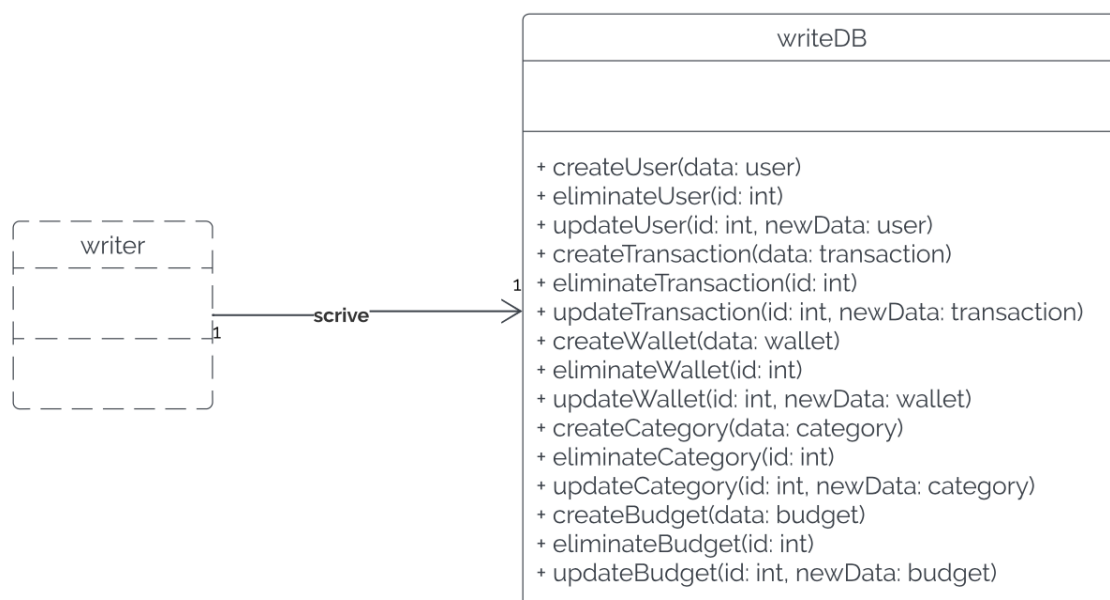 writeDB
+ createUser(data: user)
+ eliminateUser(id: int)
+ updateUser(id: int, newData: user)
+ createTransaction(data: transaction)
+ eliminateTransaction(id: int)
+ updateTransaction(id: int, newData: transaction)
+ createWallet(data: wallet)
+ eliminateWallet(id: int)
+ updateWallet(id: int, newData: wallet)
+ createCategory(data: category)
+ eliminateCategory(id: int)
+ updateCategory(id: int, newData: category)
+ createBudget(data: budget)
+ eliminateBudget(id: int)
+ updateBudget(id: int, newData: budget)
writer
1
scrive
1